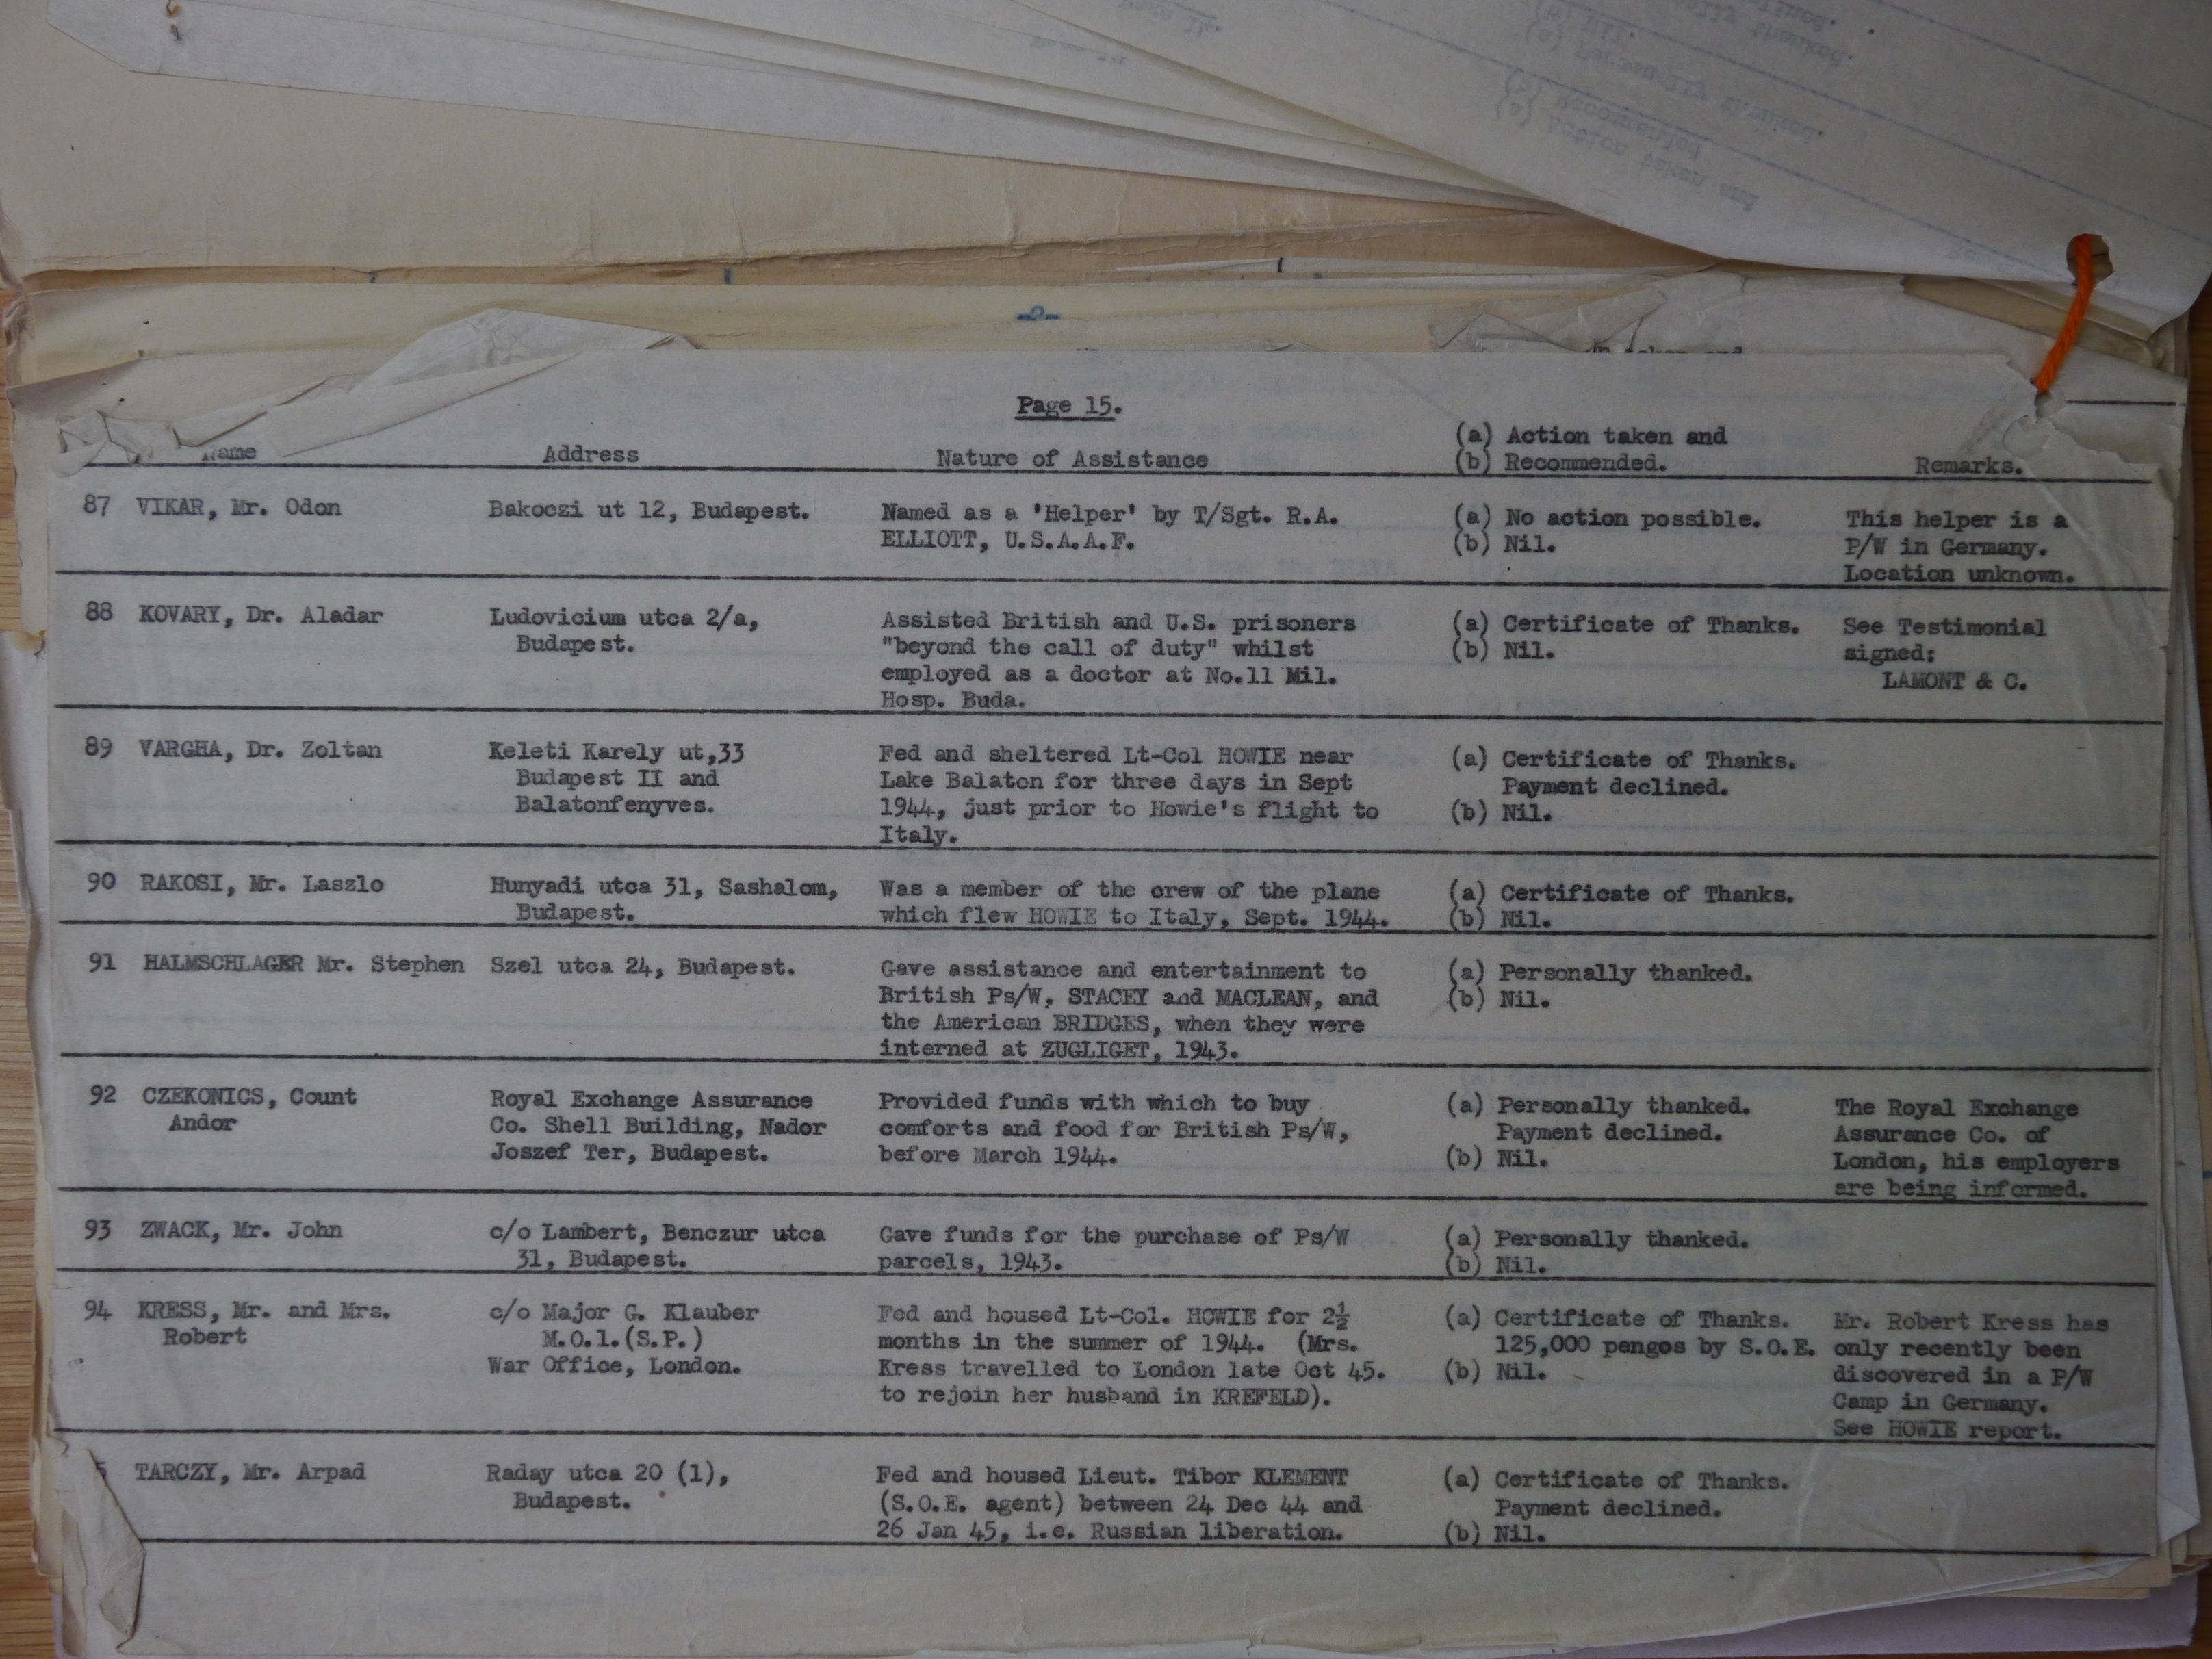 -2-
Page 15.
Name Address Nature of Assistance (a) Action taken and
(b) Recommended. Remarks.
87 VIKAR, Mr. Odon Bakoczi ut 12, Budapest. Named as a 'Helper' by T/Sgt. R.A. (a) No action possible. This helper is a
ELLIOTT, U.S.A.A.F. (b) Nil. P/W in Germany.
Location unknown.
88 KOVARY, Dr. Aladar Ludovicium utca 2/a, Assisted British and U.S. prisoners (a) Certificate of Thanks. See Testimonial
Budapest. "beyond the call of duty" whilst (b) Nil. signed:
employed as a doctor at No.11 Mil. LAMONT & C.
Hosp. Buda.
89 VARGHA, Dr. Zoltan Keleti Karely ut,33 Fed and sheltered Lt-Col HOWIE near (a) Certificate of Thanks.
Budapest II and Lake Balaton for three days in Sept Payment declined.
Balatonfenyves. 1944, just prior to Howie's flight to (b) Nil.
Italy.
90 RAKOSI, Mr. Laszlo Hunyadi utca 31, Sashalom, Was a member of the crew of the plane (a) Certificate of Thanks.
Budapest. which flew HOWIE to Italy, Sept. 1944. (b) Nil.
91 HALMSCHLAGER Mr. Stephen Szel utca 24, Budapest. Gave assistance and entertainment to (a) Personally thanked.
British Ps/W, STACEY and MACLEAN, and (b) Nil.
the American BRIDGES, when they were
interned at ZUGLIGET, 1943.
92 CZEKONICS, Count Royal Exchange Assurance Provided funds with which to buy (a) Personally thanked. The Royal Exchange
Andor Co. Shell Building, Nador comforts and food for British Ps/W, Payment declined. Assurance Co. of
Joszef Ter, Budapest. before March 1944. (b) Nil. London, his employers
are being informed.
93 ZWACK, Mr. John c/o Lambert, Benczur utca Gave funds for the purchase of Ps/W (a) Personally thanked.
31, Budapest. parcels, 1943. (b) Nil.
94 KRESS, Mr. and Mrs. c/o Major G. Klauber Fed and housed Lt-Col. HOWIE for 2½ (a) Certificate of Thanks. Mr. Robert Kress has
Robert M.O.1.(S.P.) months in the summer of 1944. (Mrs. 125,000 pengos by S.O.E. only recently been
War Office, London. Kress travelled to London late Oct 45. (b) Nil. discovered in a P/W
to rejoin her husband in KREFELD). Camp in Germany.
See HOWIE report.
5 TARCZY, Mr. Arpad Raday utca 20 (1), Fed and housed Lieut. Tibor KLEMENT (a) Certificate of Thanks.
Budapest. (S.O.E. agent) between 24 Dec 44 and Payment declined.
26 Jan 45, i.e. Russian liberation. (b) Nil.